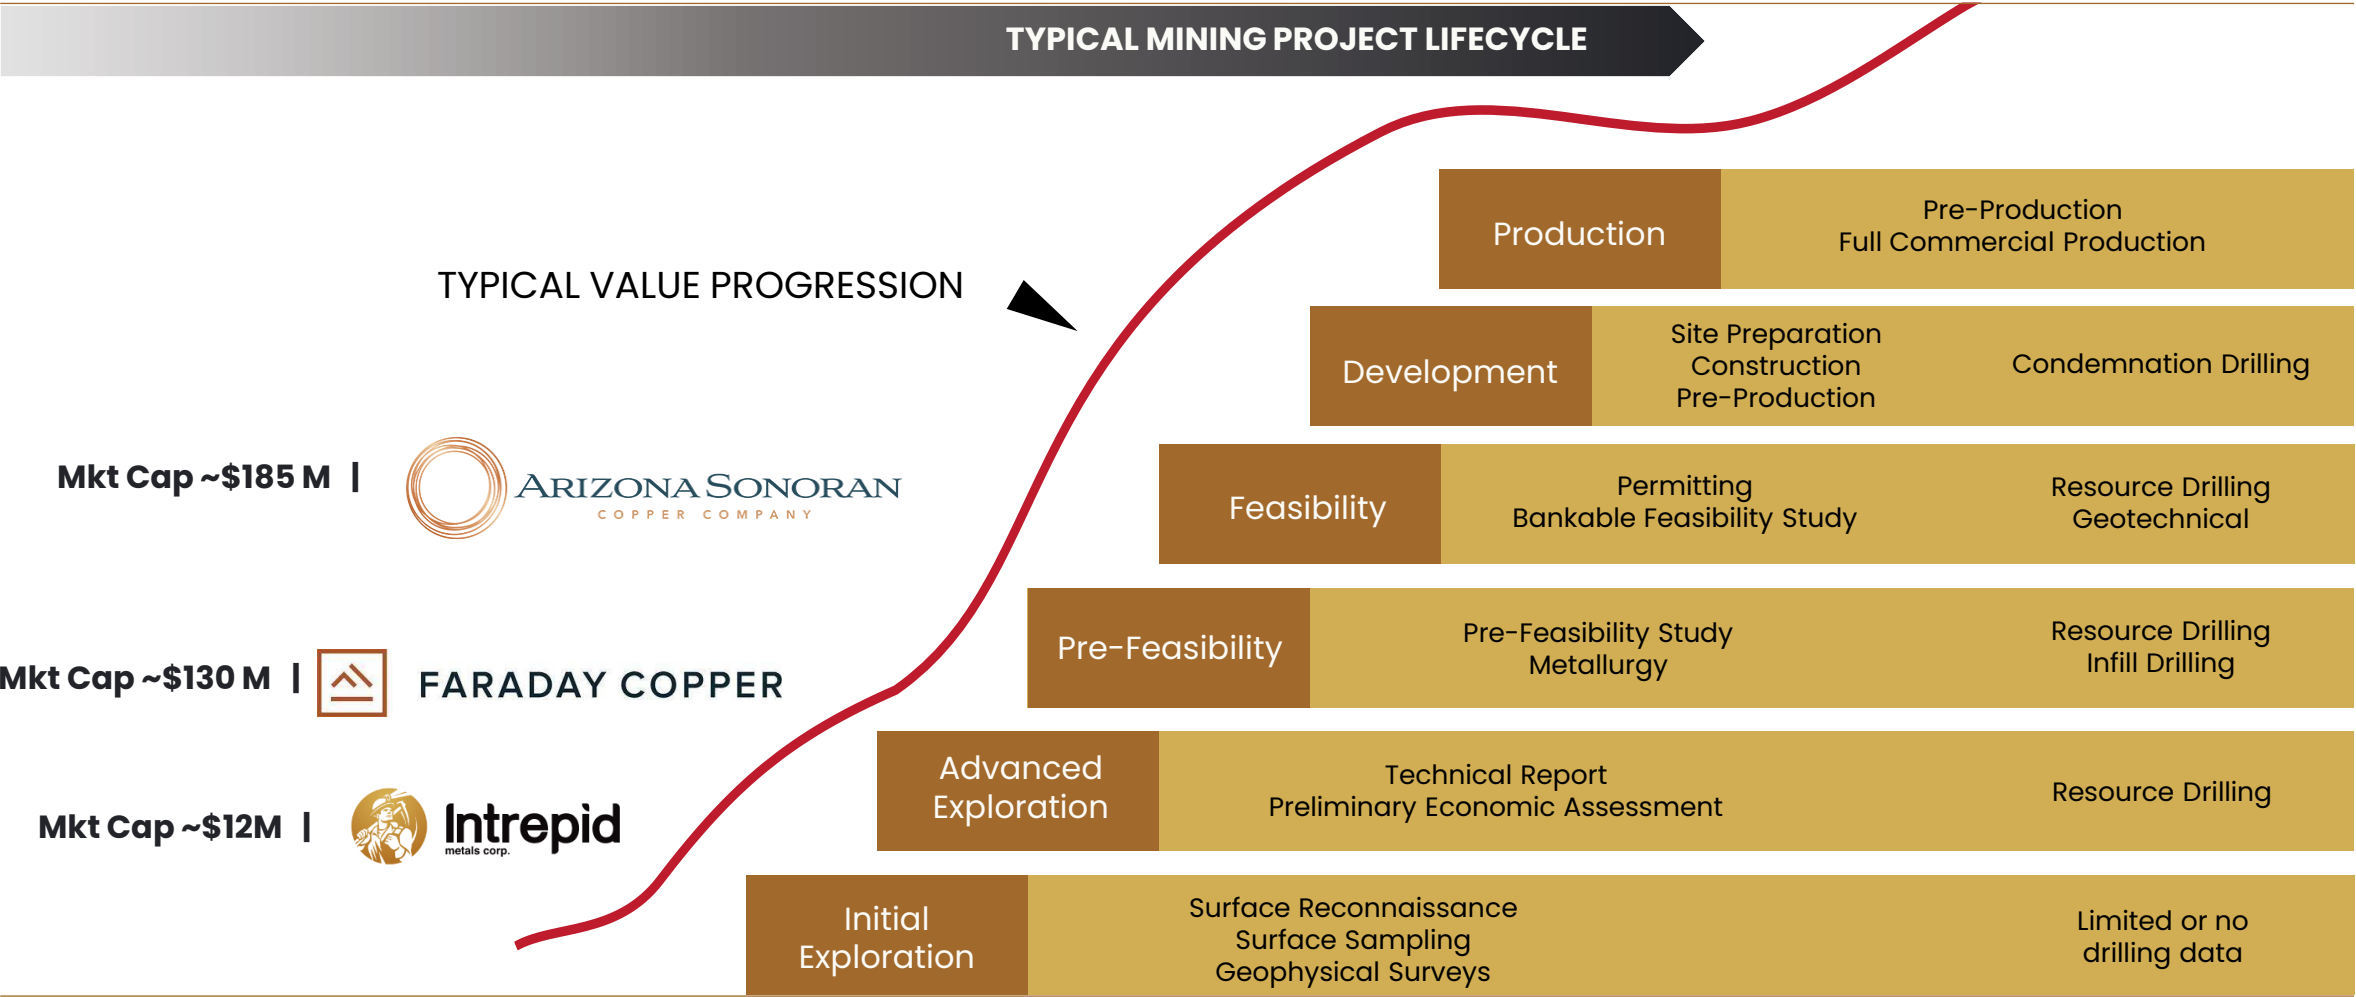 TYPICAL MINING PROJECT LIFECYCLE
Production
Pre-Production
Full Commercial Production
TYPICAL VALUE PROGRESSION
Development
Site Preparation
Construction
Pre-Production
Condemnation Drilling
Mkt Cap ~$185 M |
ARIZONA SONORAN
COPPER COMPANY
Feasibility
Permitting
Bankable Feasibility Study
Resource Drilling
Geotechnical
Mkt Cap ~$130 M |
FARADAY COPPER
Pre-Feasibility
Pre-Feasibility Study
Metallurgy
Resource Drilling
Infill Drilling
Mkt Cap ~$12M |
Intrepid
metals corp.
Advanced
Exploration
Technical Report
Preliminary Economic Assessment
Resource Drilling
Initial
Exploration
Surface Reconnaissance
Surface Sampling
Geophysical Surveys
Limited or no
drilling data